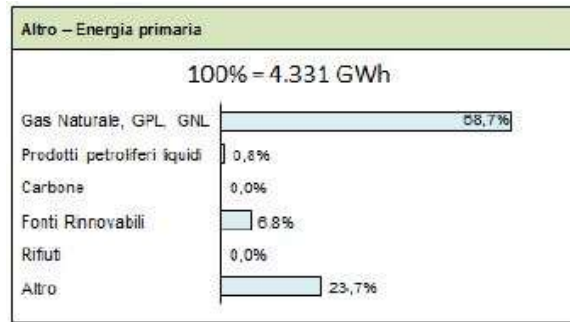 Altro – Energia primaria
100% = 4.331 GWh
Gas Naturale, GPL, GNL 68,7%
Prodotti petroliferi liquidi 0,8%
Carbone 0,0%
Fonti Rinnovabili 6,8%
Rifiuti 0,0%
Altro 23,7%